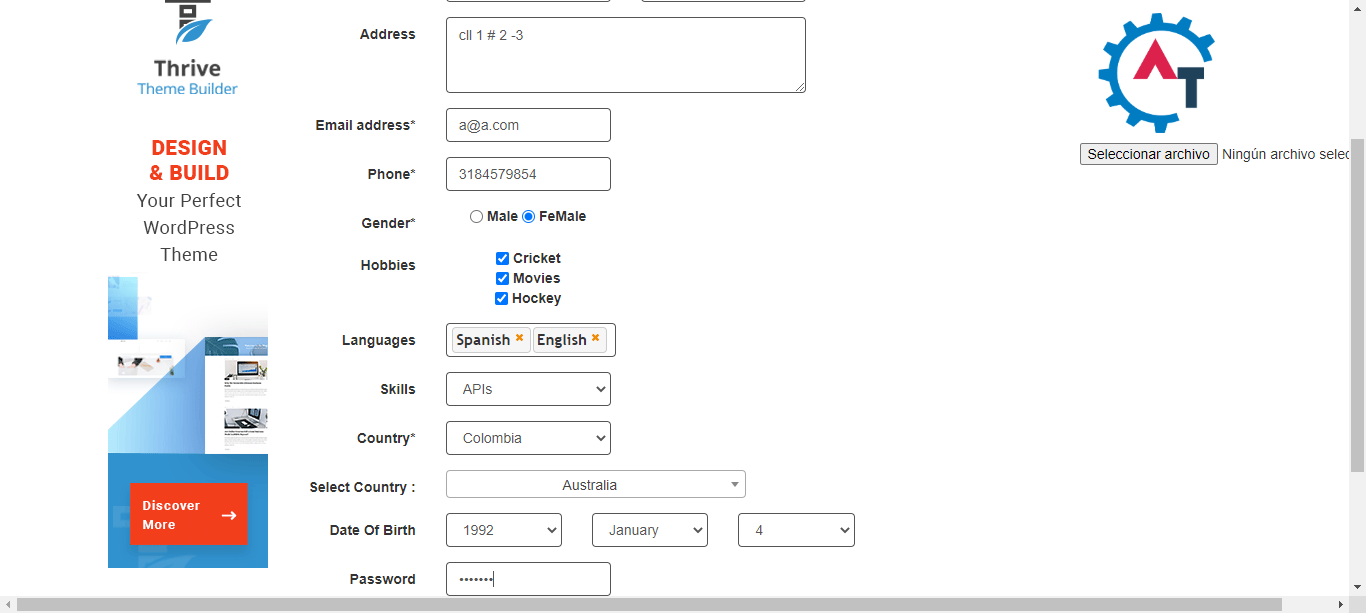 Thrive
Theme Builder
DESIGN
& BUILD
Your Perfect
WordPress
Theme
Discover
More
Address
cll 1 # 2 -3
Email address*
a@a.com
Phone*
3184579854
Gender*
Male FeMale
Hobbies
Cricket
Movies
Hockey
Languages
Spanish English
Skills
APIs
Country*
Colombia
Select Country :
Australia
Date Of Birth
1992 January 4
Password
•••••••
AT
Seleccionar archivo Ningún archivo selec